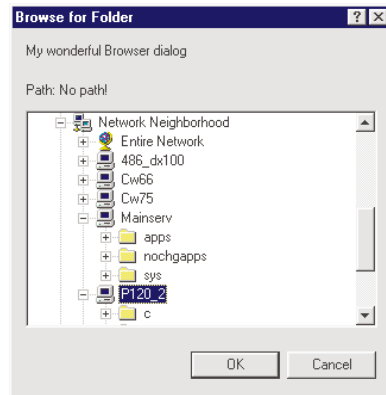 Browse for Folder
My wonderful Browser dialog
Path: No path!
Network Neighborhood
Entire Network
486_dx100
Cw66
Cw75
Mainserv
apps
nochgapps
sys
P120_2
c
OK Cancel